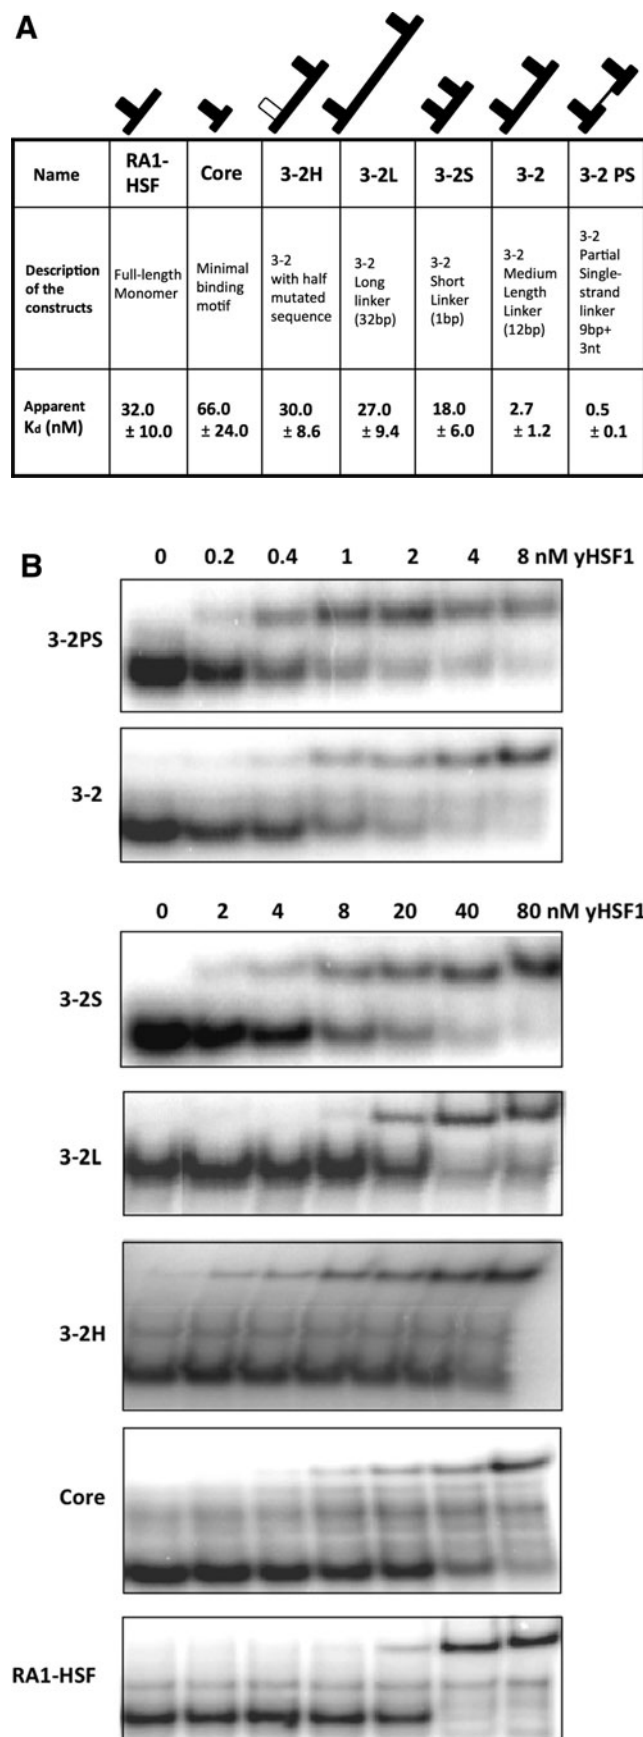 A
Name RA1-HSF Core 3-2H 3-2L 3-2S 3-2 3-2 PS
Description of the constructs
Full-length Monomer
Minimal binding motif
3-2 with half mutated sequence
3-2 Long linker (32bp)
3-2 Short Linker (1bp)
3-2 Medium Length Linker (12bp)
3-2 Partial Single-strand linker 9bp+ 3nt
Apparent Kd (nM)
32.0 ± 10.0
66.0 ± 24.0
30.0 ± 8.6
27.0 ± 9.4
18.0 ± 6.0
2.7 ± 1.2
0.5 ± 0.1
B
0 0.2 0.4 1 2 4 8 nM yHSF1
3-2PS
3-2
0 2 4 8 20 40 80 nM yHSF1
3-2S
3-2L
3-2H
Core
RA1-HSF